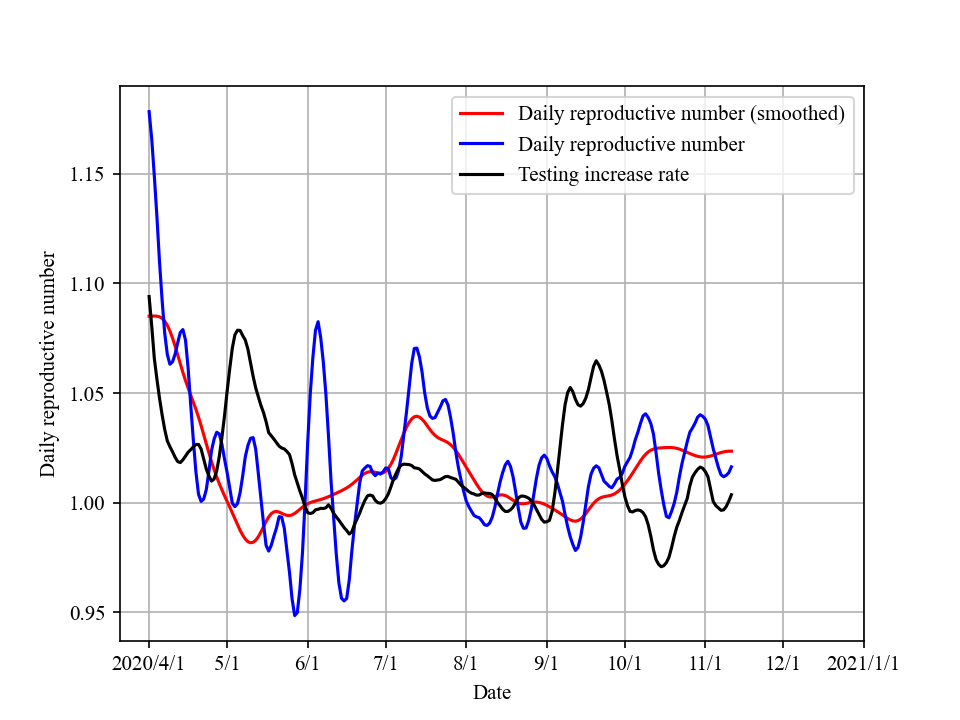 Daily reproductive number (smoothed)
Daily reproductive number
Testing increase rate
Daily reproductive number
1.15
1.10
1.05
1.00
0.95
2020/4/1 5/1 6/1 7/1 8/1 9/1 10/1 11/1 12/1 2021/1/1
Date